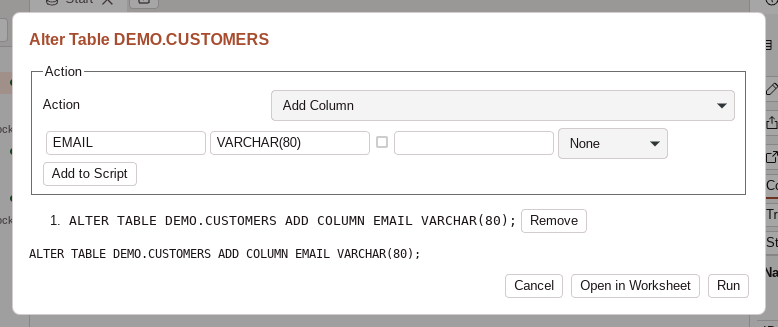 Start
Alter Table DEMO.CUSTOMERS
Action
Action
Add Column
EMAIL VARCHAR(80) None
Add to Script
1. ALTER TABLE DEMO.CUSTOMERS ADD COLUMN EMAIL VARCHAR(80); Remove
ALTER TABLE DEMO.CUSTOMERS ADD COLUMN EMAIL VARCHAR(80);
Cancel Open in Worksheet Run